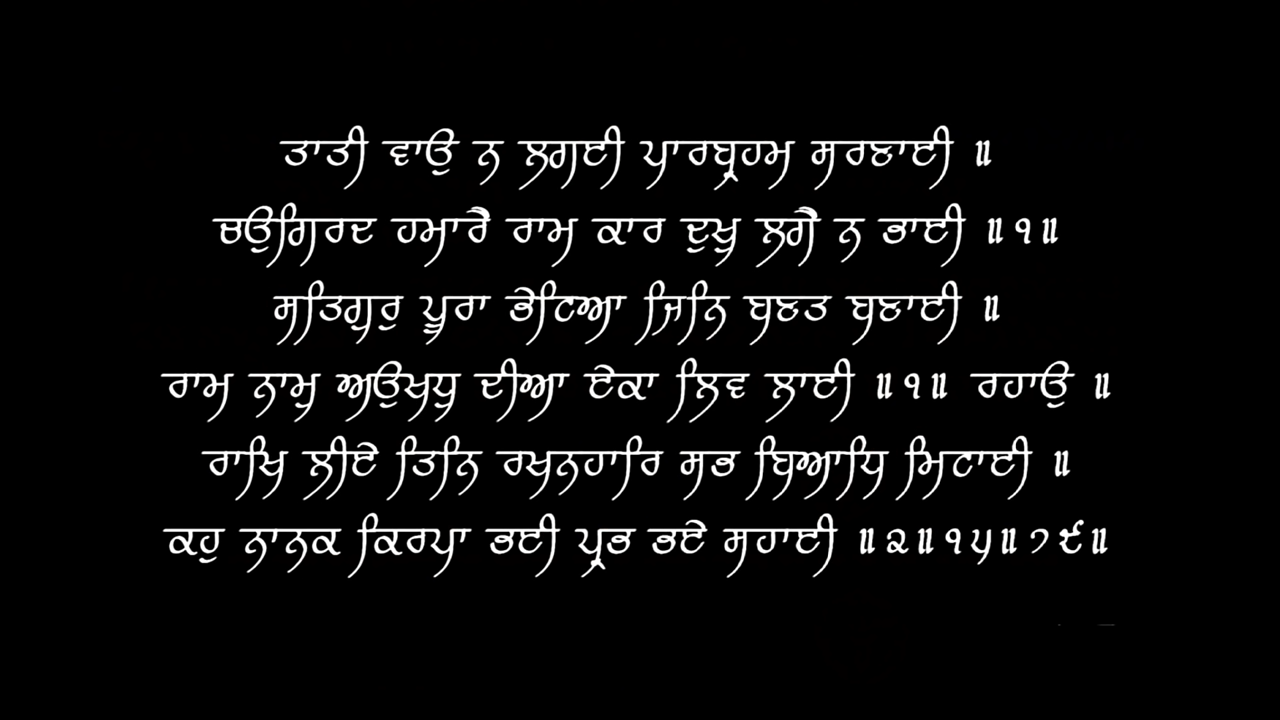 ਤਾਤੀ ਵਾਉ ਨ ਲਗਈ ਪਾਰਬ੍ਰਹਮ ਸਰਣਾਈ ॥
ਚਉਗਿਰਦ ਹਮਾਰੈ ਰਾਮ ਕਾਰ ਦੁਖੁ ਲਗੈ ਨ ਭਾਈ ॥੧॥
ਸਤਿਗੁਰੁ ਪੂਰਾ ਭੇਟਿਆ ਜਿਨਿ ਬਣਤ ਬਣਾਈ ॥
ਰਾਮ ਨਾਮੁ ਅਉਖਧੁ ਦੀਆ ਏਕਾ ਲਿਵ ਲਾਈ ॥੧॥ ਰਹਾਉ ॥
ਰਾਖਿ ਲੀਏ ਤਿਨਿ ਰਖਨਹਾਰਿ ਸਭ ਬਿਆਧਿ ਮਿਟਾਈ ॥
ਕਹੁ ਨਾਨਕ ਕਿਰਪਾ ਭਈ ਪ੍ਰਭ ਭਏ ਸਹਾਈ ॥੨॥੧੫॥੭੯॥